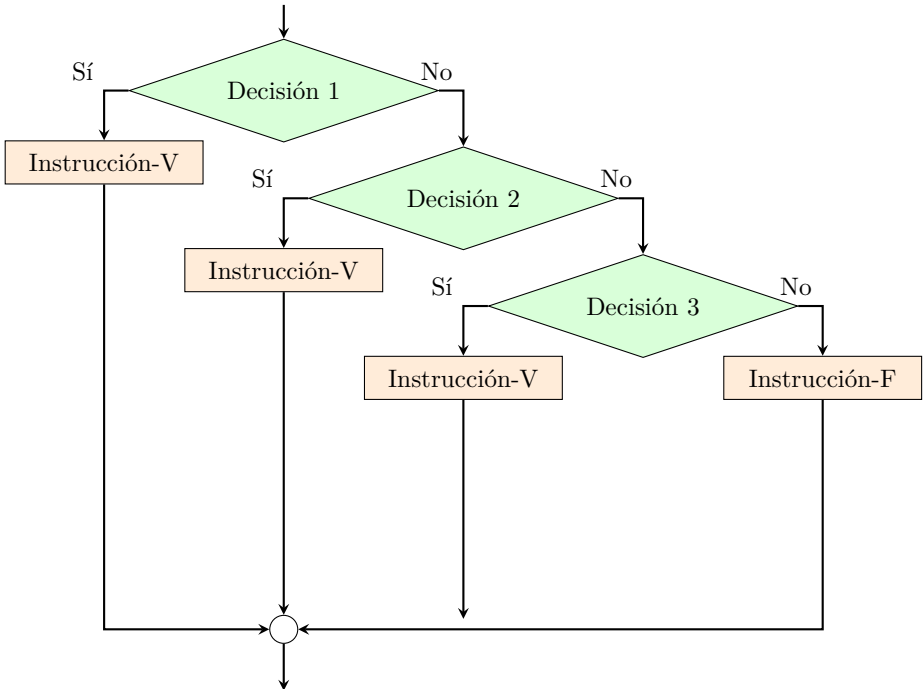 Sí
Decisión 1
No
Instrucción-V
Sí
Decisión 2
No
Instrucción-V
Sí
Decisión 3
No
Instrucción-V
Instrucción-F